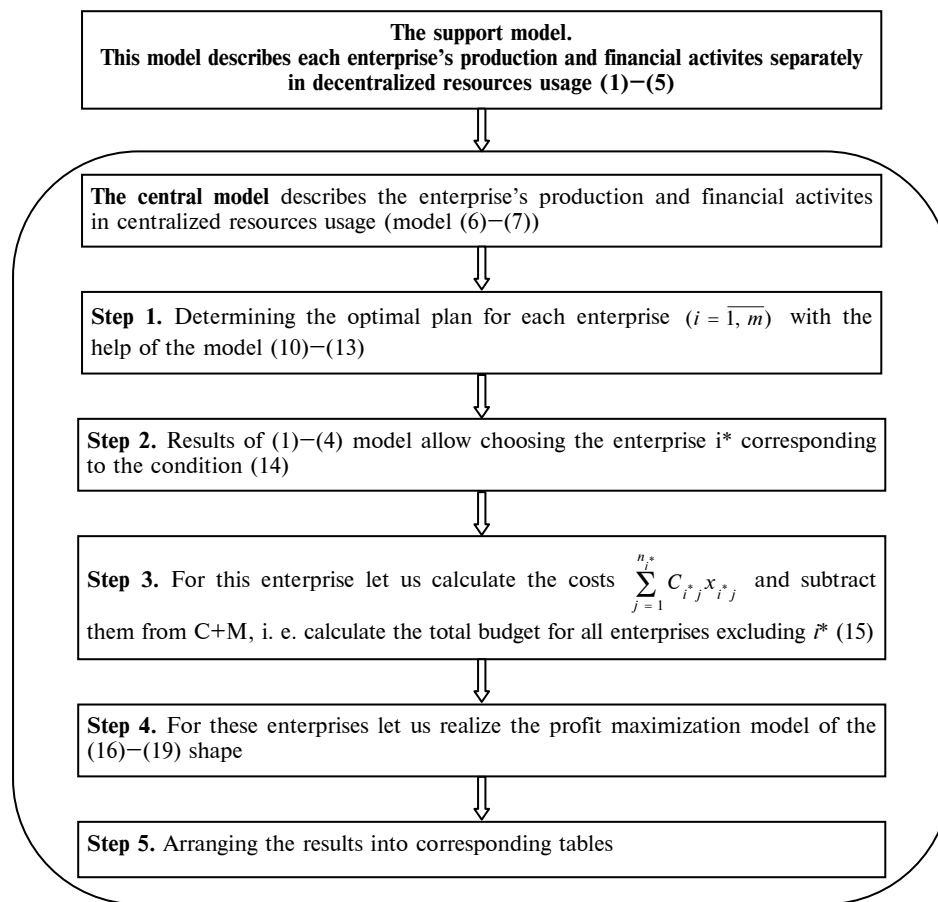 The support model.
This model describes each enterprise's production and financial activites separately
in decentralized resources usage (1)−(5)
The central model describes the enterprise's production and financial activites
in centralized resources usage (model (6)−(7))
Step 1. Determining the optimal plan for each enterprise (i = \overline{1, m}) with the
help of the model (10)−(13)
Step 2. Results of (1)−(4) model allow choosing the enterprise i* corresponding
to the condition (14)
Step 3. For this enterprise let us calculate the costs \sum_{j=1}^{n_{i^*}} C_{i^*j} x_{i^*j} and subtract
them from C+M, i. e. calculate the total budget for all enterprises excluding i* (15)
Step 4. For these enterprises let us realize the profit maximization model of the
(16)−(19) shape
Step 5. Arranging the results into corresponding tables